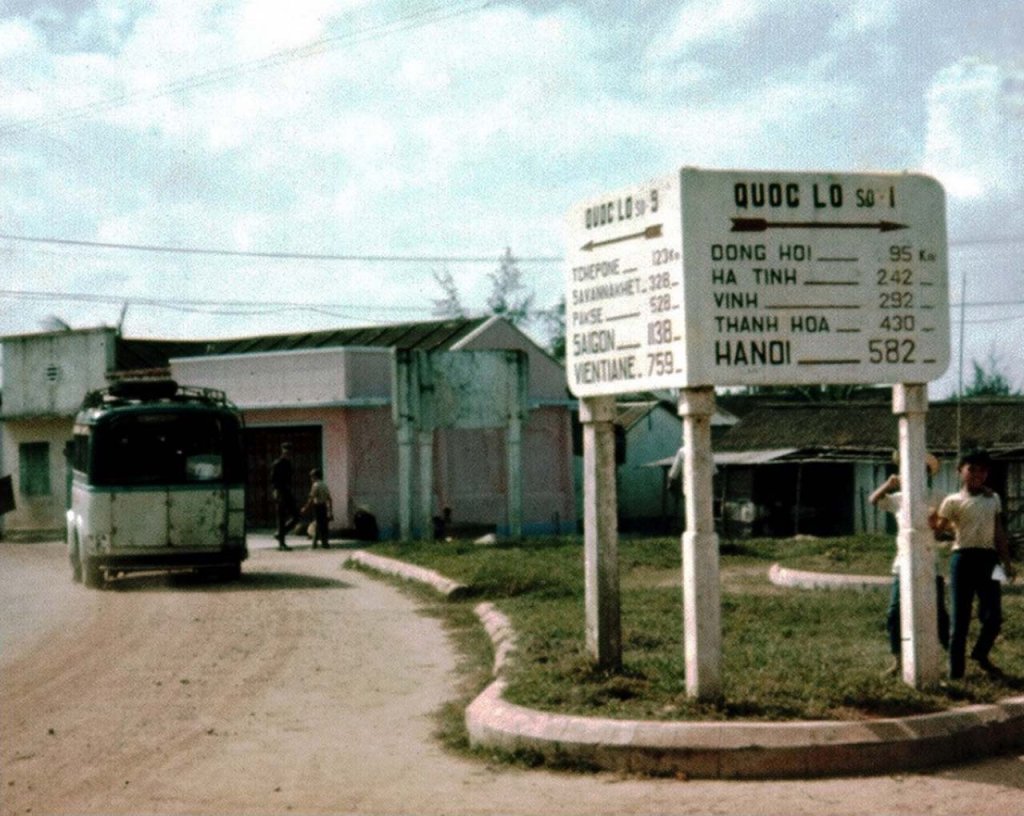 QUOC LO SO 9
TCHEPONE 123 Km
SAVANNAKHET 328
PAKSE 528
SAIGON 1138
VIENTIANE 759
QUOC LO SO 1
DONG HOI 95 Km
HA TINH 242
VINH 292
THANH HOA 430
HANOI 582